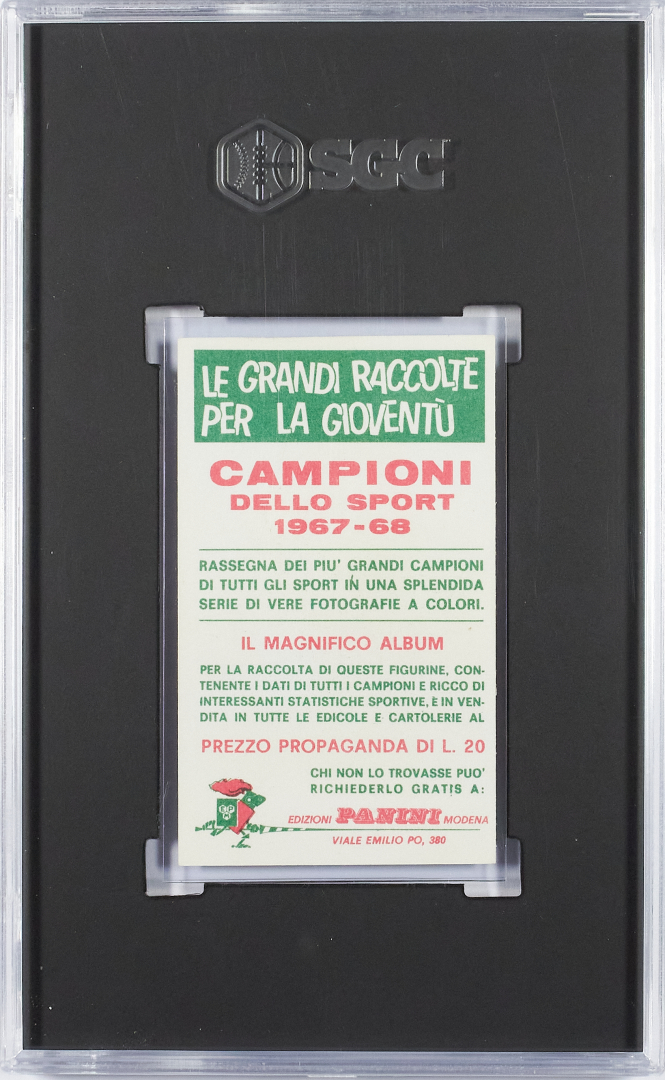 SGC
LE GRANDI RACCOLTE
PER LA GIOVENTÙ
CAMPIONI
DELLO SPORT
1967-68
RASSEGNA DEI PIU' GRANDI CAMPIONI
DI TUTTI GLI SPORT IN UNA SPLENDIDA
SERIE DI VERE FOTOGRAFIE A COLORI.
IL MAGNIFICO ALBUM
PER LA RACCOLTA DI QUESTE FIGURINE, CON-
TENENTE I DATI DI TUTTI I CAMPIONI E RICCO DI
INTERESSANTI STATISTICHE SPORTIVE, È IN VEN-
DITA IN TUTTE LE EDICOLE E CARTOLERIE AL
PREZZO PROPAGANDA DI L. 20
CHI NON LO TROVASSE PUO'
RICHIEDERLO GRATIS A:
EPM
EDIZIONI PANINI MODENA
VIALE EMILIO PO, 380